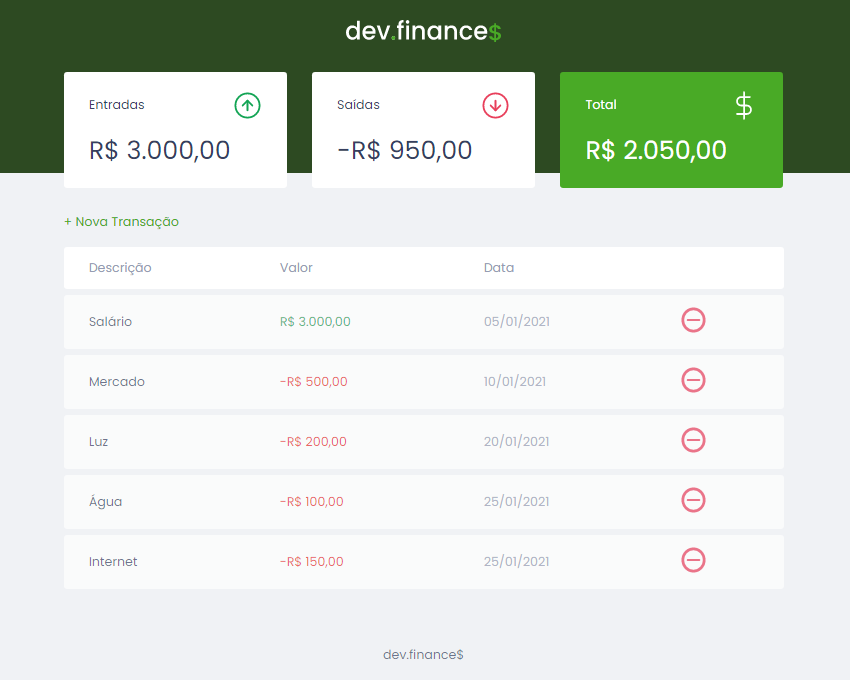 dev.finance$
Entradas
R$ 3.000,00
Saídas
-R$ 950,00
Total
$
R$ 2.050,00
+ Nova Transação
Descrição Valor Data
Salário R$ 3.000,00 05/01/2021
Mercado -R$ 500,00 10/01/2021
Luz -R$ 200,00 20/01/2021
Água -R$ 100,00 25/01/2021
Internet -R$ 150,00 25/01/2021
dev.finance$